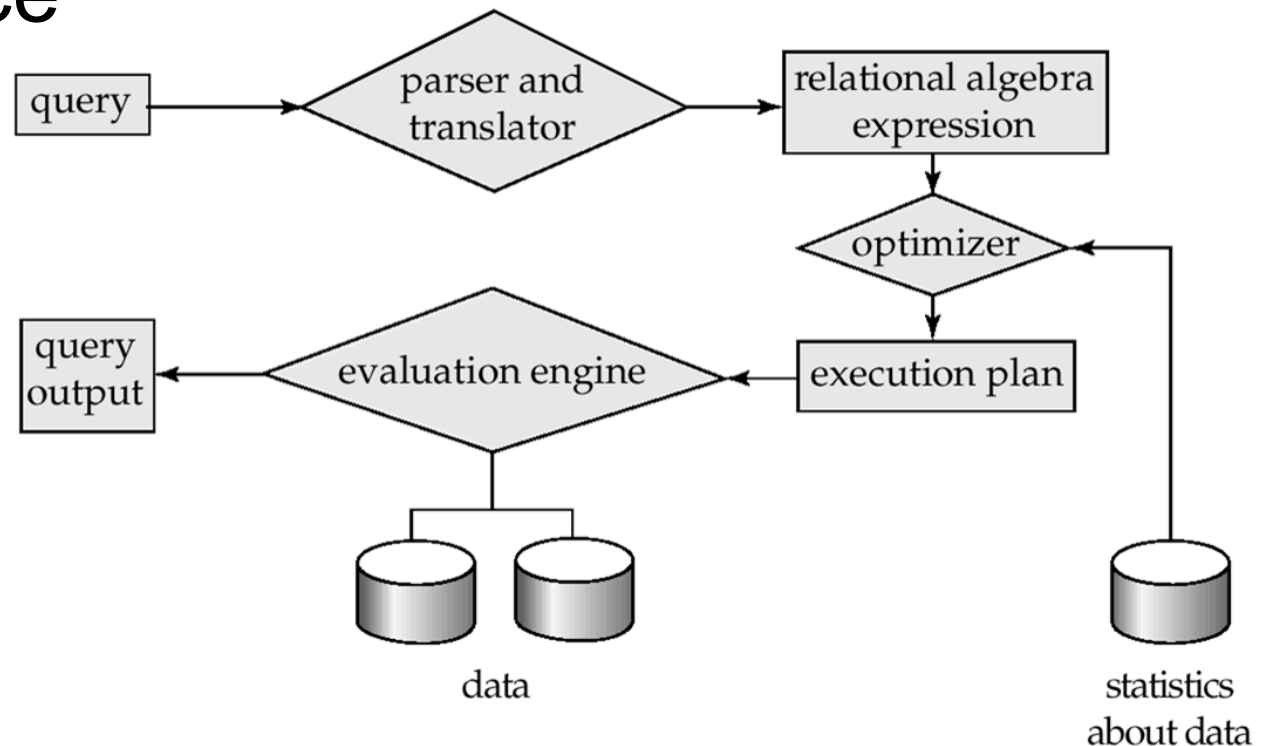 query
parser and
translator
relational algebra
expression
optimizer
query
output
evaluation engine
execution plan
data
statistics
about data